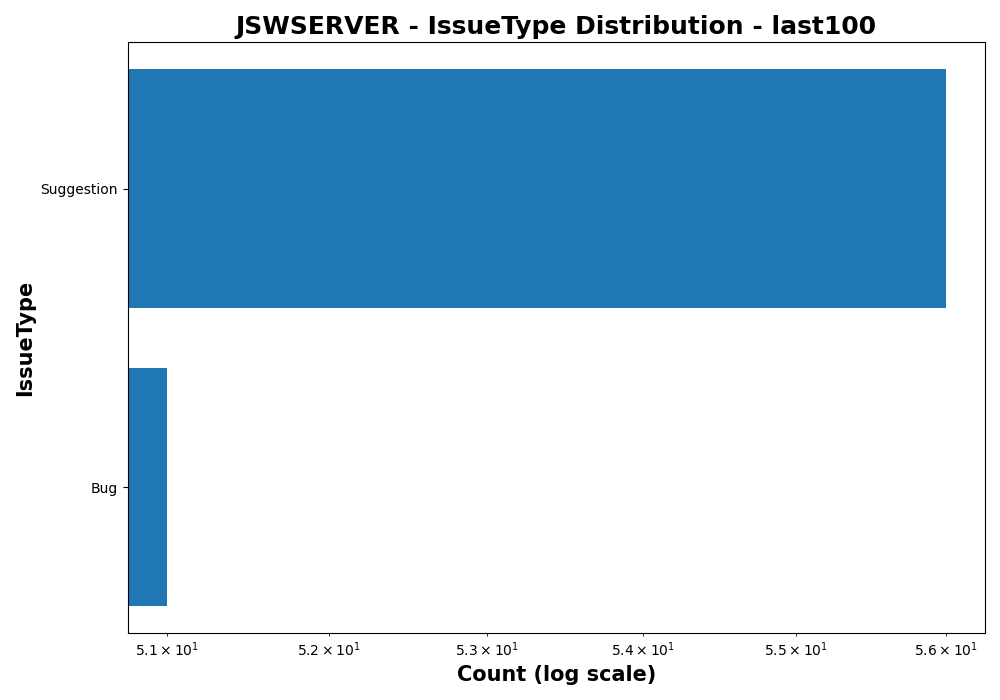 JSWSERVER - IssueType Distribution - last100
Suggestion
Bug
IssueType
5.1 × 10¹
5.2 × 10¹
5.3 × 10¹
5.4 × 10¹
5.5 × 10¹
5.6 × 10¹
Count (log scale)